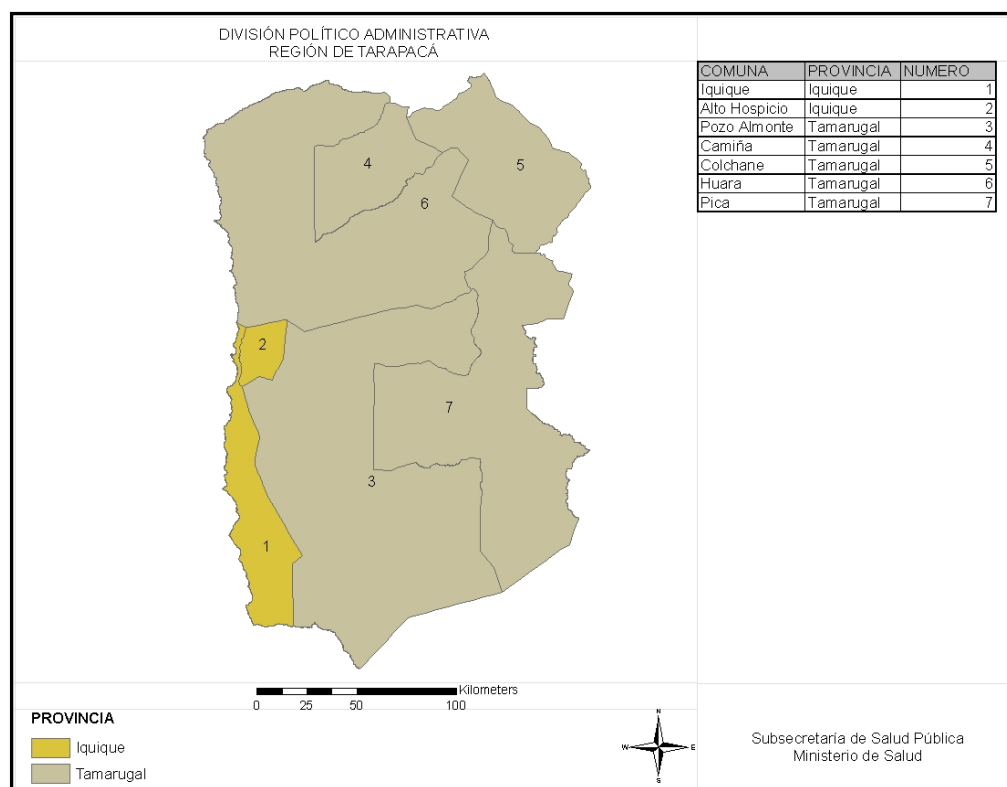 DIVISIÓN POLÍTICO ADMINISTRATIVA
REGIÓN DE TARAPACÁ
COMUNA PROVINCIA NUMERO
Iquique Iquique 1
Alto Hospicio Iquique 2
Pozo Almonte Tamarugal 3
Camiña Tamarugal 4
Colchane Tamarugal 5
Huara Tamarugal 6
Pica Tamarugal 7
4
5
6
2
7
3
1
Kilometers
0 25 50 100
PROVINCIA
Iquique
Tamarugal
N
W E
S
Subsecretaría de Salud Pública
Ministerio de Salud